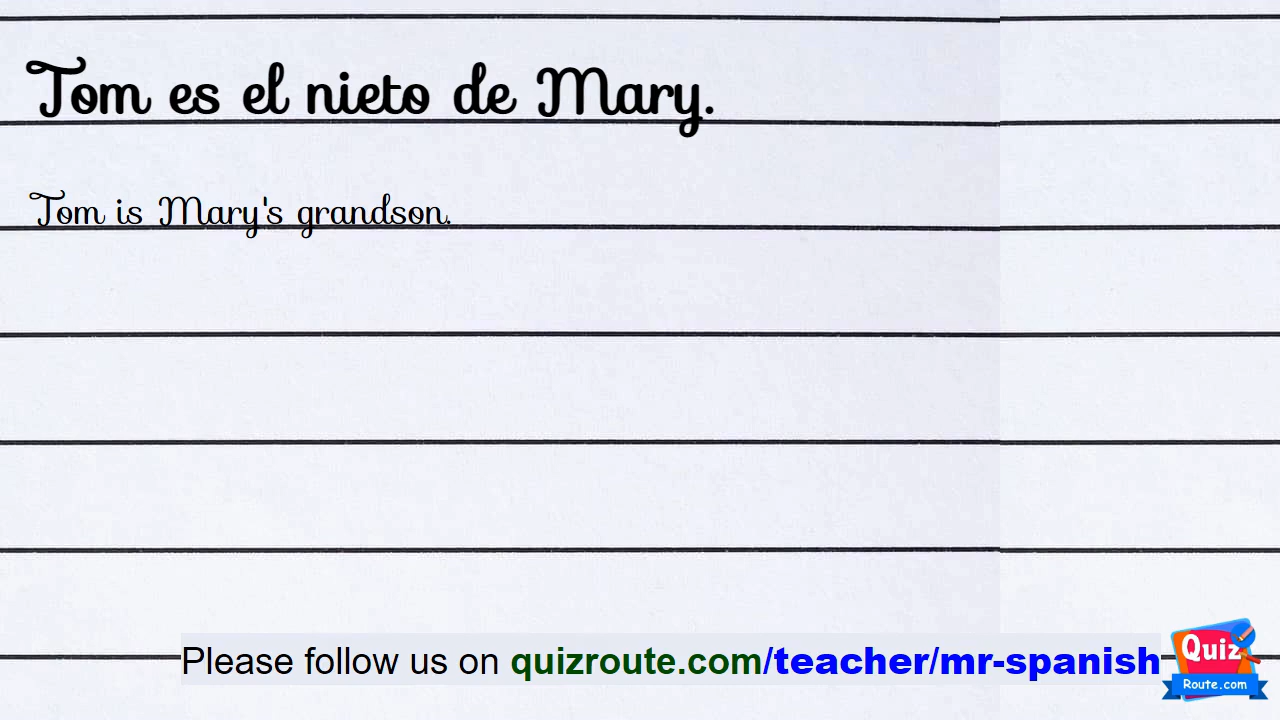 Tom es el nieto de Mary.
Tom is Mary's grandson.
Please follow us on quizroute.com/teacher/mr-spanish
Quiz
Route.com